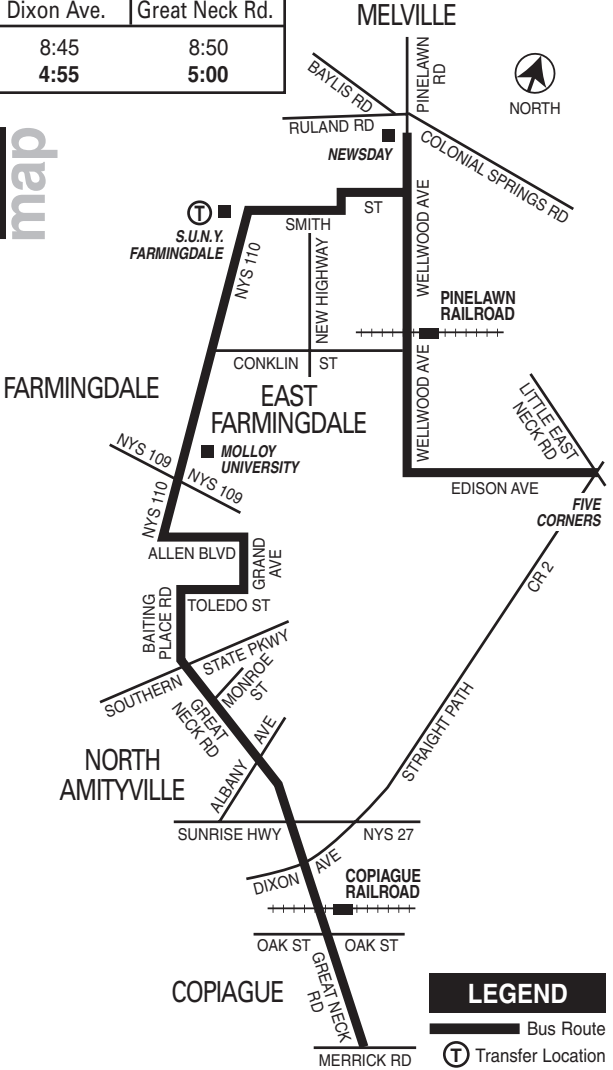 Dixon Ave. Great Neck Rd.
8:45 8:50
4:55 5:00
map
MELVILLE
NORTH
BAYLIS RD
PINELAWN RD
RULAND RD
NEWSDAY
COLONIAL SPRINGS RD
T
S.U.N.Y.
FARMINGDALE
SMITH ST
WELLWOOD AVE
NYS 110
NEW HIGHWAY
PINELAWN
RAILROAD
CONKLIN ST
WELLWOOD AVE
FARMINGDALE
EAST
FARMINGDALE
LITTLE EAST
NECK RD
NYS 109
NYS 109
MOLLOY
UNIVERSITY
EDISON AVE
FIVE
CORNERS
NYS 110
ALLEN BLVD
GRAND
AVE
CR 2
BAITING
PLACE RD
TOLEDO ST
SOUTHERN STATE PKWY
MONROE
ST
GREAT
NECK RD
STRAIGHT PATH
NORTH
AMITYVILLE
ALBANY AVE
SUNRISE HWY NYS 27
DIXON AVE
COPIAGUE
RAILROAD
OAK ST OAK ST
GREAT NECK
RD
COPIAGUE
MERRICK RD
LEGEND
Bus Route
T Transfer Location